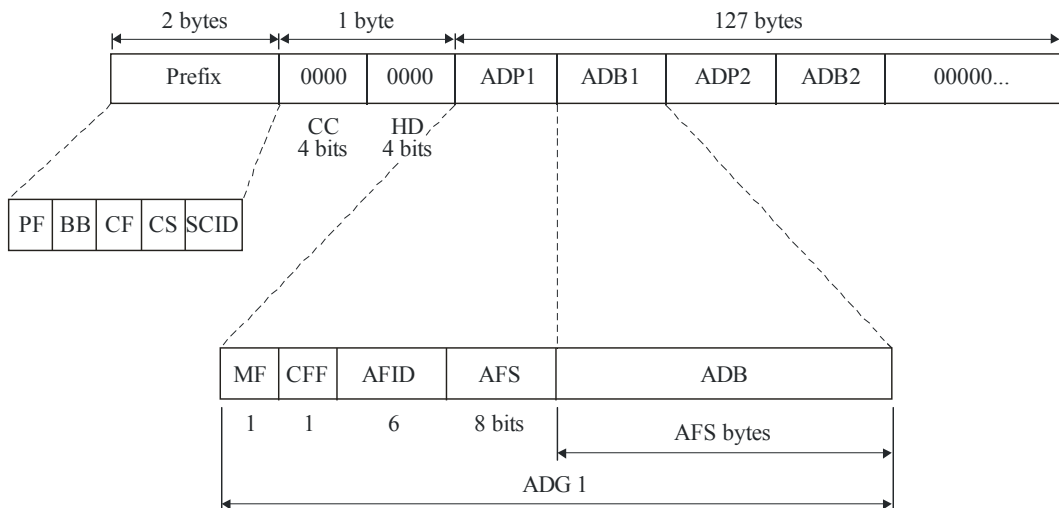 2 bytes 1 byte 127 bytes
Prefix 0000 0000 ADP1 ADB1 ADP2 ADB2 00000...
CC HD
4 bits 4 bits
PF BB CF CS SCID
MF CFF AFID AFS ADB
1 1 6 8 bits
AFS bytes
ADG 1